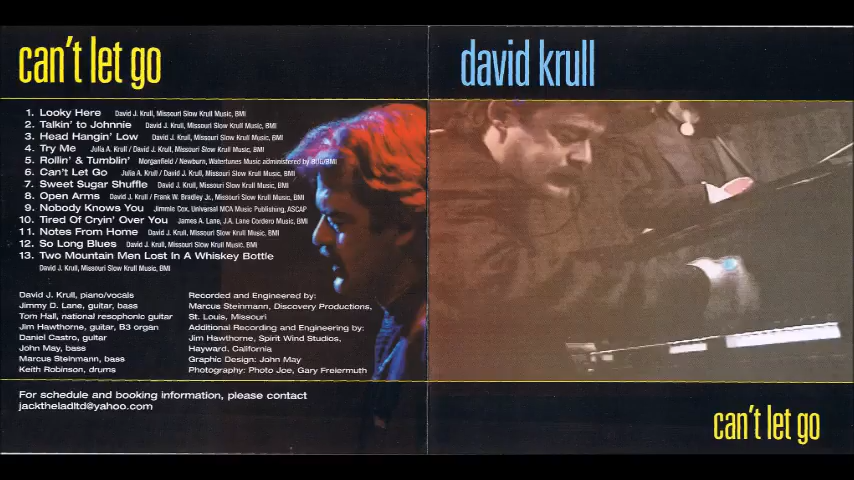 can't let go
1. Looky Here David J. Krull, Missouri Slow Krull Music, BMI
2. Talkin' to Johnnie David J. Krull, Missouri Slow Krull Music, BMI
3. Head Hangin' Low David J. Krull, Missouri Slow Krull Music, BMI
4. Try Me Julia A. Krull / David J. Krull, Missouri Slow Krull Music, BMI
5. Rollin' & Tumblin' Morganfield / Newburn, Watertunes Music administered by BUG/BMI
6. Can't Let Go Julia A. Krull / David J. Krull, Missouri Slow Krull Music, BMI
7. Sweet Sugar Shuffle David J. Krull, Missouri Slow Krull Music, BMI
8. Open Arms David J. Krull / Frank W. Bradley Jr., Missouri Slow Krull Music, BMI
9. Nobody Knows You Jimmie Cox, Universal MCA Music Publishing, ASCAP
10. Tired Of Cryin' Over You James A. Lane, J.A. Lane Cordero Music, BMI
11. Notes From Home David J. Krull, Missouri Slow Krull Music, BMI
12. So Long Blues David J. Krull, Missouri Slow Krull Music, BMI
13. Two Mountain Men Lost In A Whiskey Bottle
David J. Krull, Missouri Slow Krull Music, BMI
David J. Krull, piano/vocals
Jimmy D. Lane, guitar, bass
Tom Hall, national resophonic guitar
Jim Hawthorne, guitar, B3 organ
Daniel Castro, guitar
John May, bass
Marcus Steinmann, bass
Keith Robinson, drums
Recorded and Engineered by:
Marcus Steinmann, Discovery Productions,
St. Louis, Missouri
Additional Recording and Engineering by:
Jim Hawthorne, Spirit Wind Studios,
Hayward, California
Graphic Design: John May
Photography: Photo Joe, Gary Freiermuth
For schedule and booking information, please contact
jacktheladltd@yahoo.com
david krull
can't let go